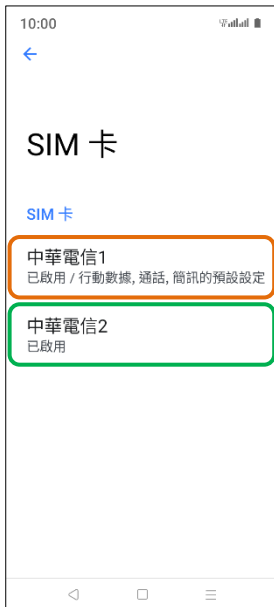 10:00
SIM 卡
SIM 卡
中華電信1
已啟用 / 行動數據, 通話, 簡訊的預設設定
中華電信2
已啟用